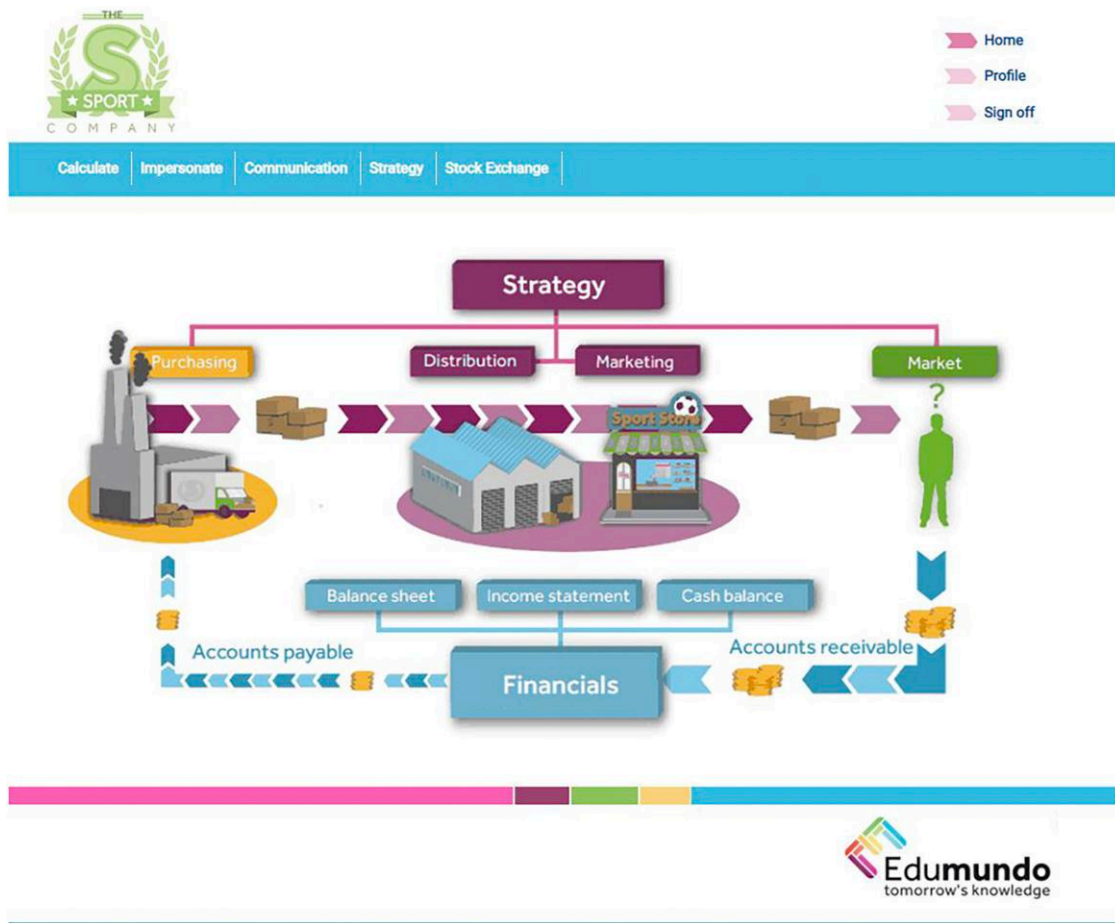 THE
S
SPORT
COMPANY
Home
Profile
Sign off
Calculate Impersonate Communication Strategy Stock Exchange
Strategy
Purchasing Distribution Marketing Market
?
Sport Store
Balance sheet Income statement Cash balance
Accounts payable Accounts receivable
Financials
Edumundo
tomorrow's knowledge